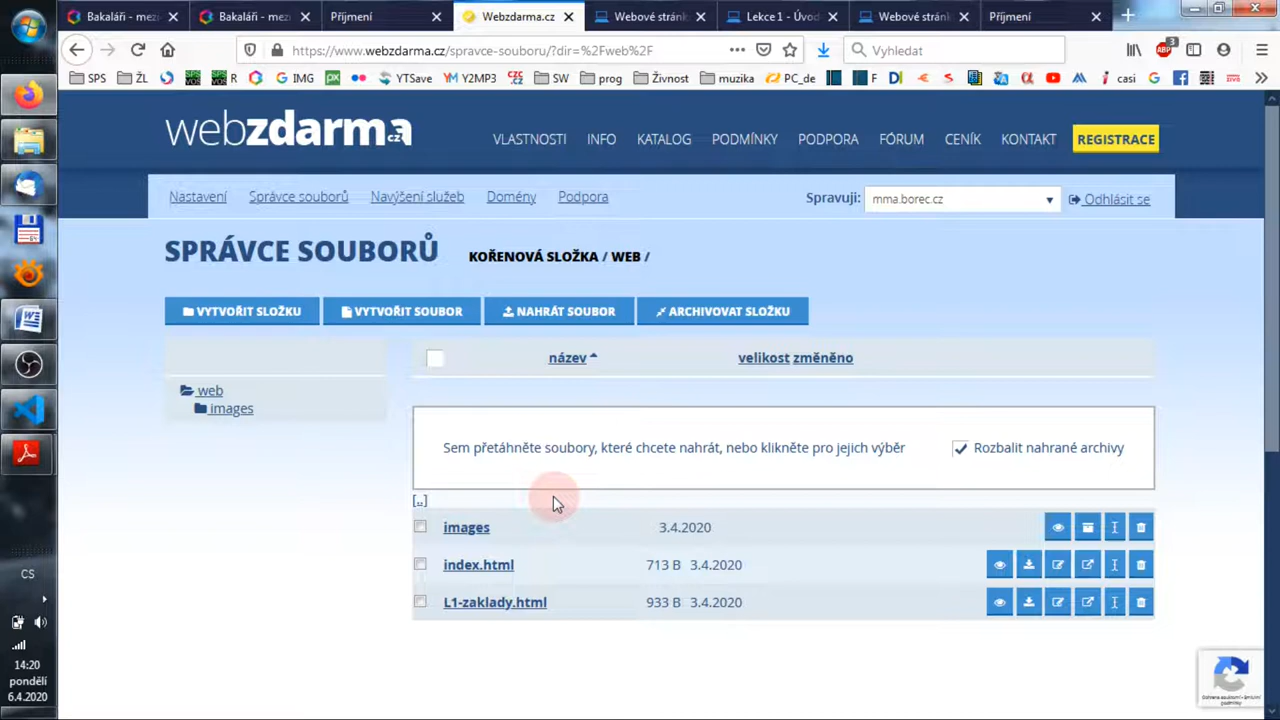 Bakaláři - mezi
Bakaláři - mez
Příjmení
Webzdarma.cz
Webové stránk
Lekce 1 - Úvod
Webové stránk
Příjmení
https://www.webzdarma.cz/spravce-souboru/?dir=%2Fweb%2F
Vyhledat
SPS
ŽL
R
IMG
YTSave
Y2MP3
SW
prog
Živnost
muzika
PC_de
F
casi
webzdarma.cz
VLASTNOSTI
INFO
KATALOG
PODMÍNKY
PODPORA
FÓRUM
CENÍK
KONTAKT
REGISTRACE
Nastavení
Správce souborů
Navýšení služeb
Domény
Podpora
Spravuji:
mma.borec.cz
Odhlásit se
SPRÁVCE SOUBORŮ
KOŘENOVÁ SLOŽKA / WEB /
VYTVOŘIT SLOŽKU
VYTVOŘIT SOUBOR
NAHRÁT SOUBOR
ARCHIVOVAT SLOŽKU
název
velikost změněno
web
images
Sem přetáhněte soubory, které chcete nahrát, nebo klikněte pro jejich výběr
Rozbalit nahrané archivy
[..]
images 3.4.2020
index.html 713 B 3.4.2020
L1-zaklady.html 933 B 3.4.2020
CS
14:20
pondělí
6.4.2020